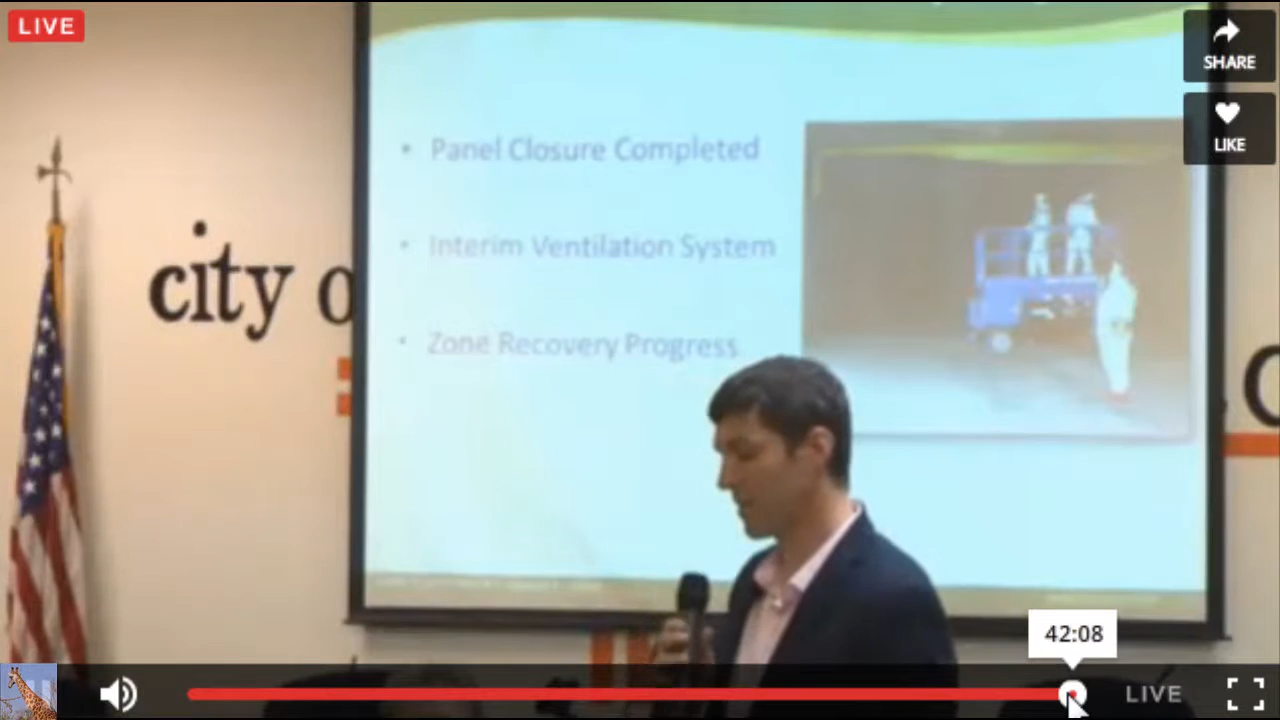 LIVE
SHARE
LIKE
• Panel Closure Completed
• Interim Ventilation System
• Zone Recovery Progress
city o
42:08
LIVE